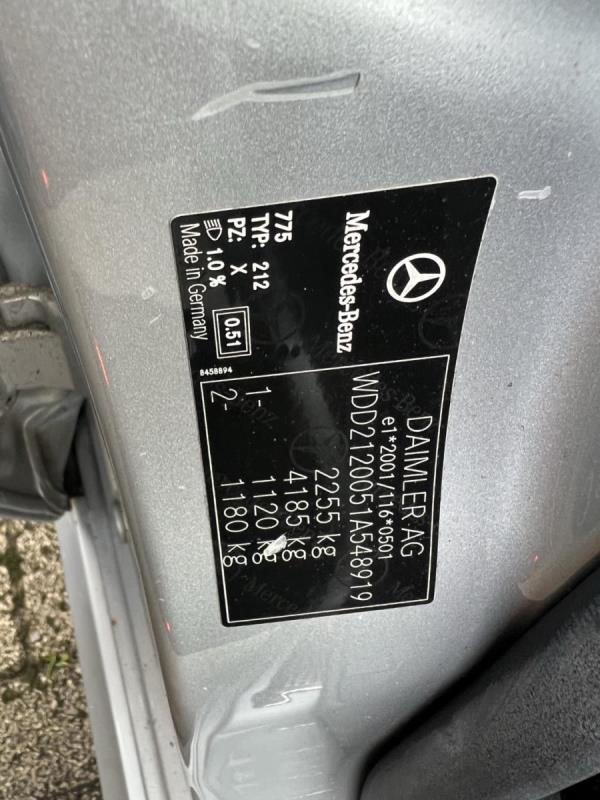 Mercedes-Benz
775
TYP: 212
PZ: X
1.0 %
Made in Germany
0.51
8458894
DAIMLER AG
e1*2001/116*0501
WDD2120051A548919
2255 kg
4185 kg
1- 1120 kg
2- 1180 kg